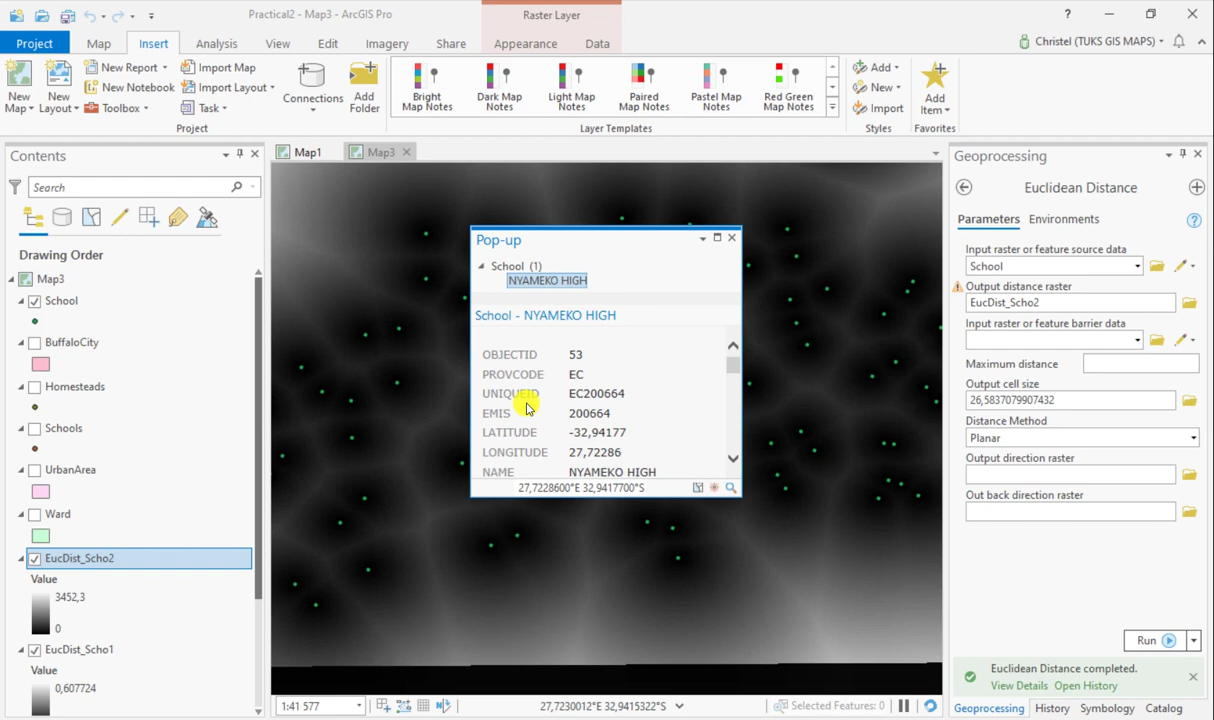 Practical2 - Map3 - ArcGIS Pro
Raster Layer
?
Project
Map
Insert
Analysis
View
Edit
Imagery
Share
Appearance
Data
Christel (TUKS GIS MAPS)
New Map
New Layout
New Report
New Notebook
Toolbox
Import Map
Import Layout
Task
Connections
Add Folder
Bright Map Notes
Dark Map Notes
Light Map Notes
Paired Map Notes
Pastel Map Notes
Red Green Map Notes
Add
New
Import
Add Item
Project
Layer Templates
Styles
Favorites
Contents
Search
Drawing Order
Map3
School
BuffaloCity
Homesteads
Schools
UrbanArea
Ward
EucDist_Scho2
Value
3452,3
0
EucDist_Scho1
Value
0,607724
Map1
Map3
Pop-up
School (1)
NYAMEKO HIGH
School - NYAMEKO HIGH
OBJECTID 53
PROVCODE EC
UNIQUEID EC200664
EMIS 200664
LATITUDE -32,94177
LONGITUDE 27,72286
NAME NYAMEKO HIGH
27,7228600°E 32,9417700°S
1:41 577
27,7230012°E 32,9415322°S
Selected Features: 0
Geoprocessing
Euclidean Distance
Parameters
Environments
?
Input raster or feature source data
School
Output distance raster
EucDist_Scho2
Input raster or feature barrier data
Maximum distance
Output cell size
26,5837079907432
Distance Method
Planar
Output direction raster
Out back direction raster
Run
Euclidean Distance completed.
View Details Open History
Geoprocessing
History
Symbology
Catalog